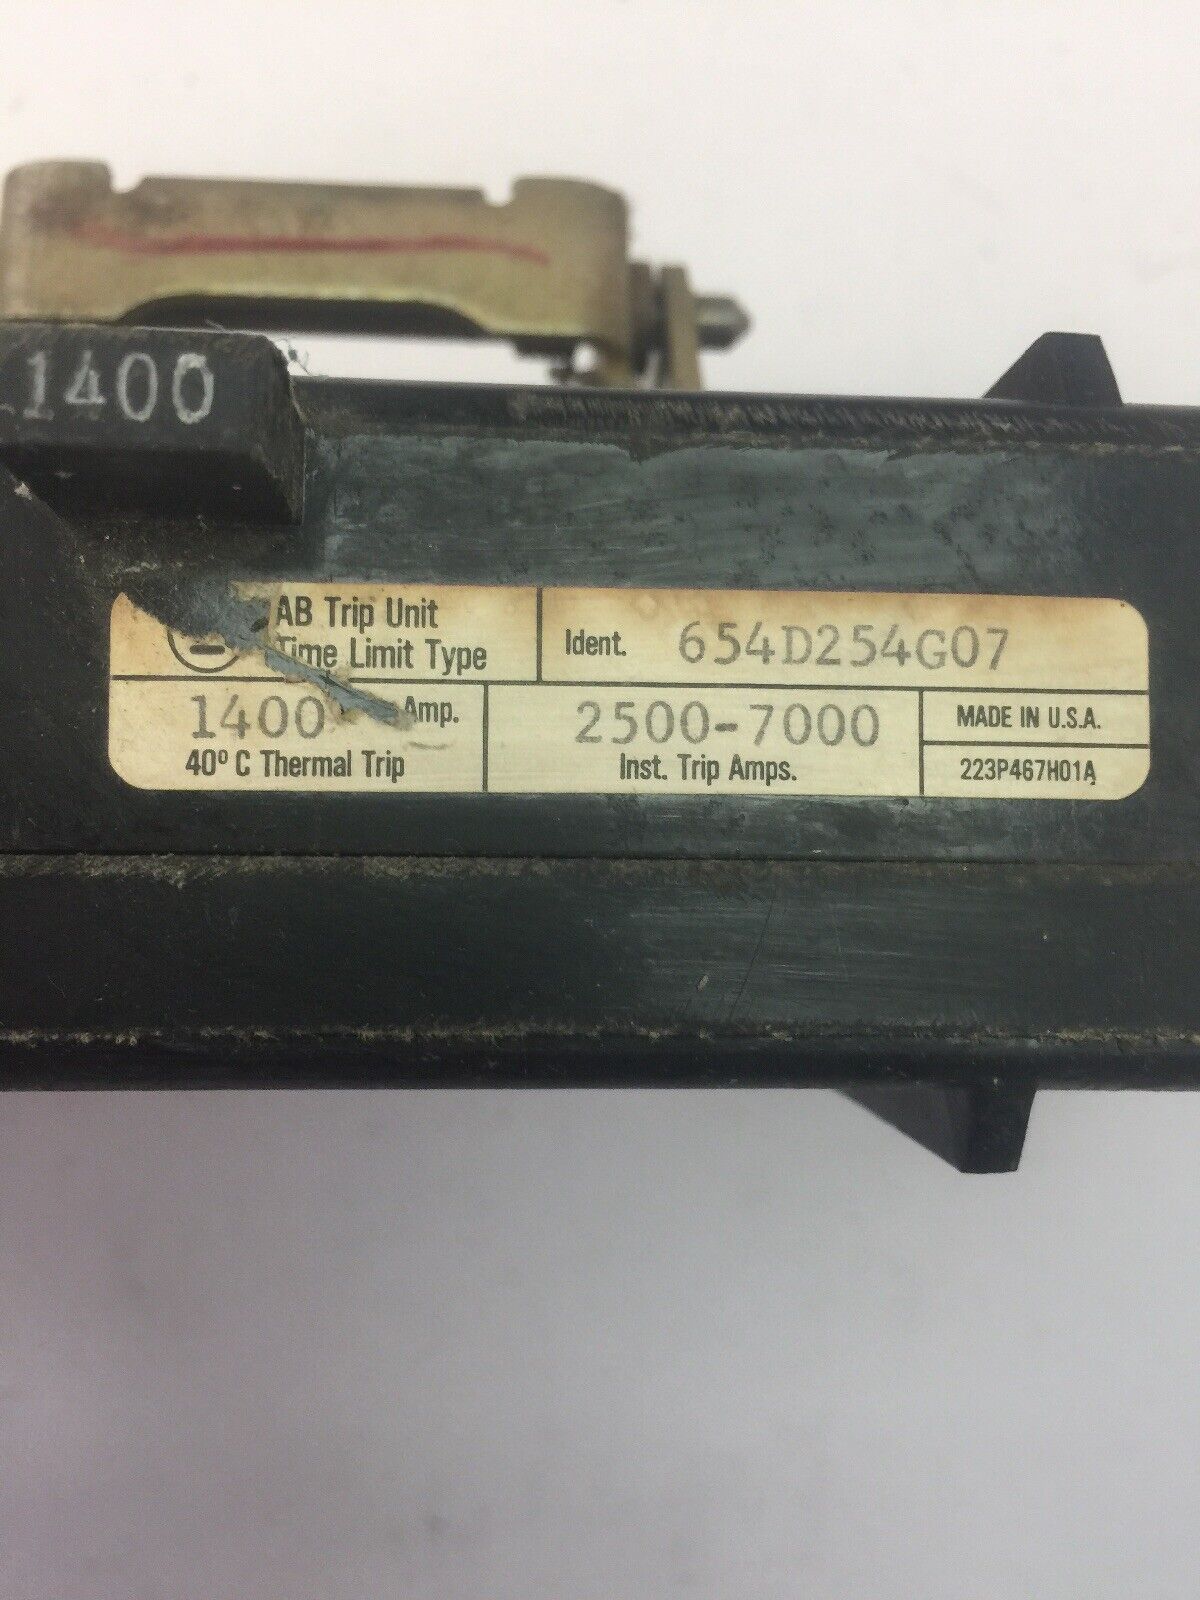 1400
AB Trip Unit
Time Limit Type
Ident. 654D254G07
1400 Amp.
40º C Thermal Trip
2500-7000
Inst. Trip Amps.
MADE IN U.S.A.
223P467H01A